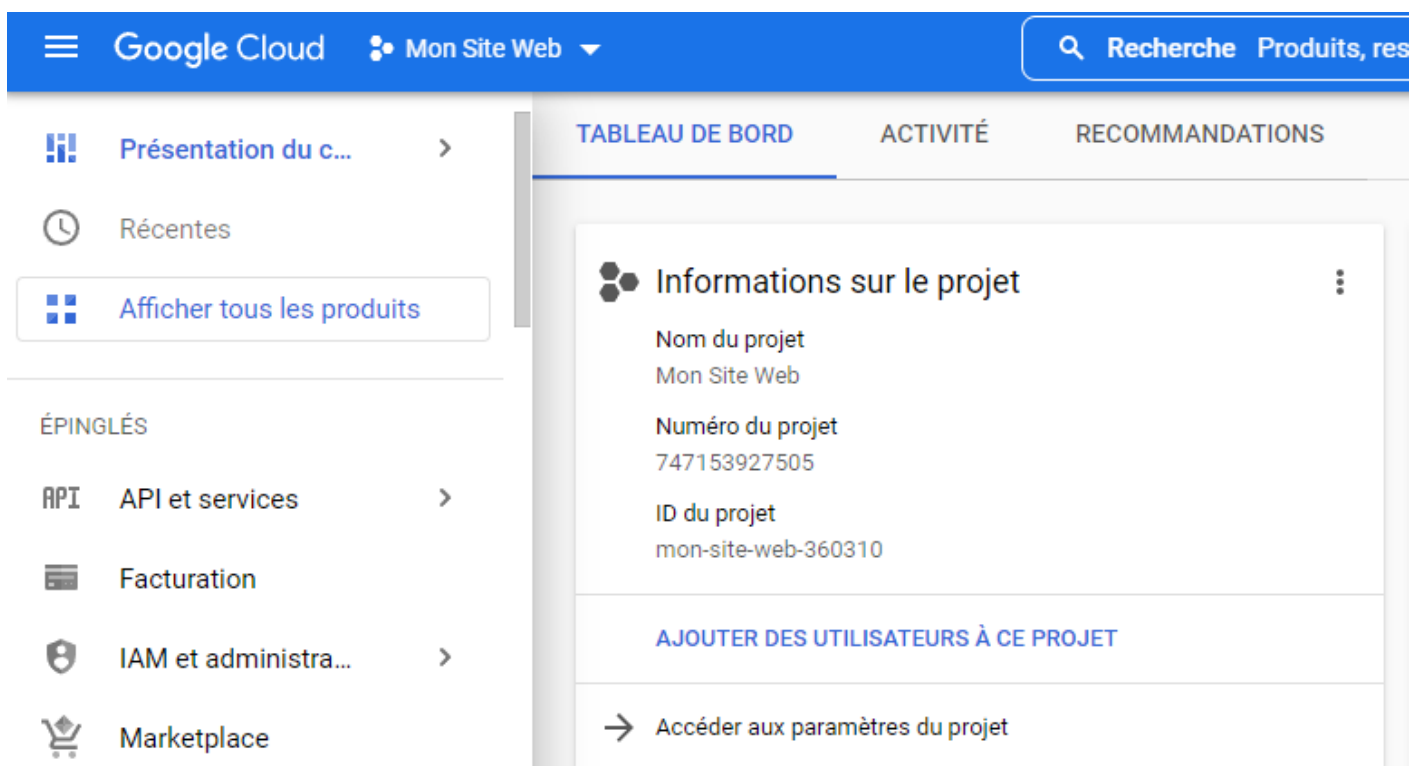 Google Cloud
Mon Site Web
Recherche Produits, res
Présentation du c...
Récentes
Afficher tous les produits
ÉPINGLÉS
API API et services
Facturation
IAM et administra...
Marketplace
TABLEAU DE BORD
ACTIVITÉ
RECOMMANDATIONS
Informations sur le projet
Nom du projet
Mon Site Web
Numéro du projet
747153927505
ID du projet
mon-site-web-360310
AJOUTER DES UTILISATEURS À CE PROJET
Accéder aux paramètres du projet